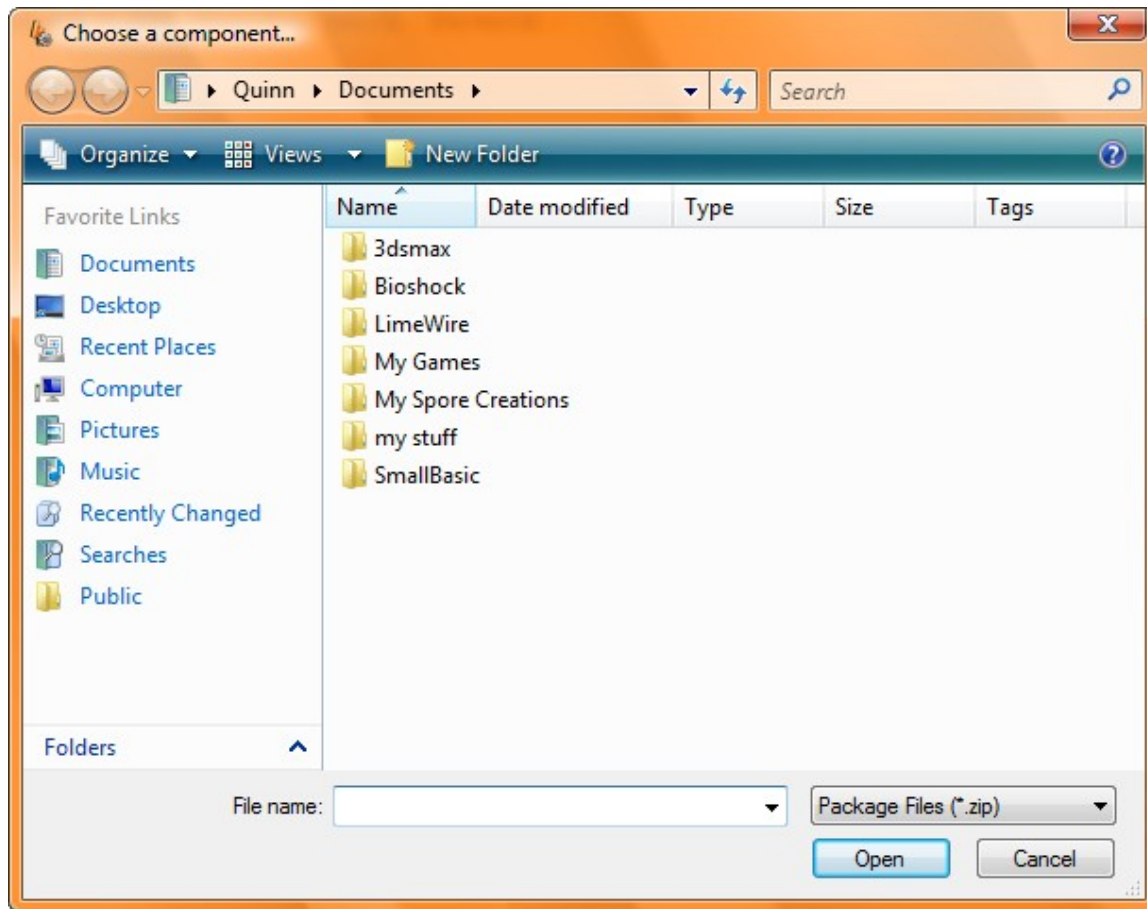 Choose a component...
Quinn Documents
Search
Organize Views New Folder
Favorite Links
Documents
Desktop
Recent Places
Computer
Pictures
Music
Recently Changed
Searches
Public
Folders
Name Date modified Type Size Tags
3dsmax
Bioshock
LimeWire
My Games
My Spore Creations
my stuff
SmallBasic
File name:
Package Files (*.zip)
Open Cancel